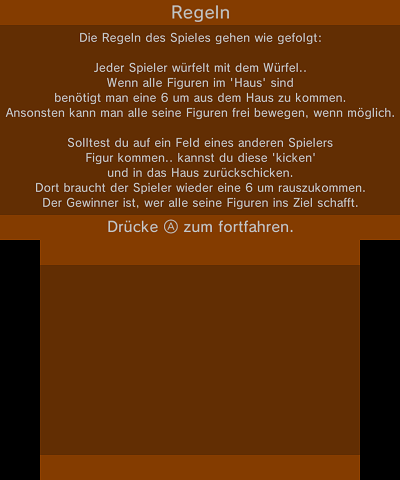 Regeln
Die Regeln des Spieles gehen wie gefolgt:
Jeder Spieler würfelt mit dem Würfel..
Wenn alle Figuren im 'Haus' sind
benötigt man eine 6 um aus dem Haus zu kommen.
Ansonsten kann man alle seine Figuren frei bewegen, wenn möglich.
Solltest du auf ein Feld eines anderen Spielers
Figur kommen.. kannst du diese 'kicken'
und in das Haus zurückschicken.
Dort braucht der Spieler wieder eine 6 um rauszukommen.
Der Gewinner ist, wer alle seine Figuren ins Ziel schafft.
Drücke Ⓐ zum fortfahren.